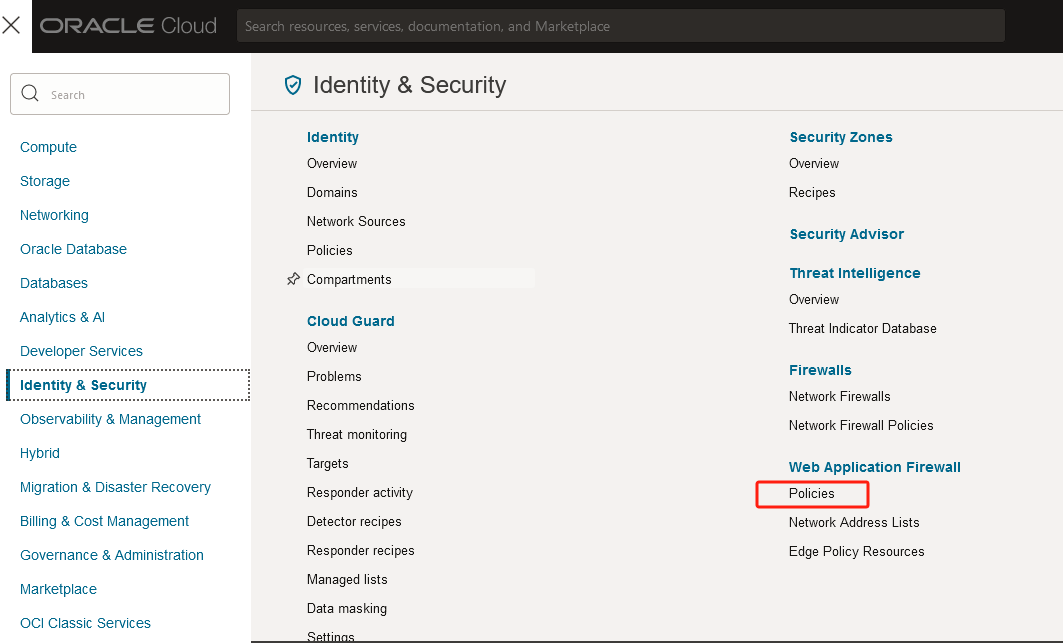 ORACLE Cloud
Search resources, services, documentation, and Marketplace
Search
Compute
Storage
Networking
Oracle Database
Databases
Analytics & AI
Developer Services
Identity & Security
Observability & Management
Hybrid
Migration & Disaster Recovery
Billing & Cost Management
Governance & Administration
Marketplace
OCI Classic Services
Identity & Security
Identity
Overview
Domains
Network Sources
Policies
Compartments
Cloud Guard
Overview
Problems
Recommendations
Threat monitoring
Targets
Responder activity
Detector recipes
Responder recipes
Managed lists
Data masking
Settings
Security Zones
Overview
Recipes
Security Advisor
Threat Intelligence
Overview
Threat Indicator Database
Firewalls
Network Firewalls
Network Firewall Policies
Web Application Firewall
Policies
Network Address Lists
Edge Policy Resources